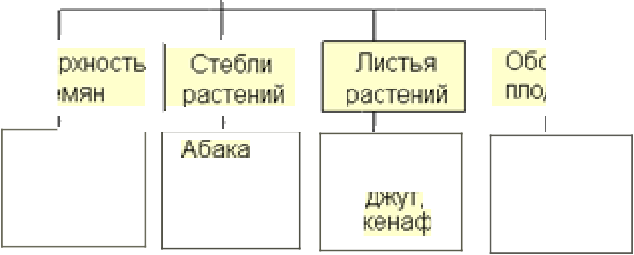 рхность
емян
Стебли
растений
Листья
растений
Обо
пло
Абака
джут,
кенаф